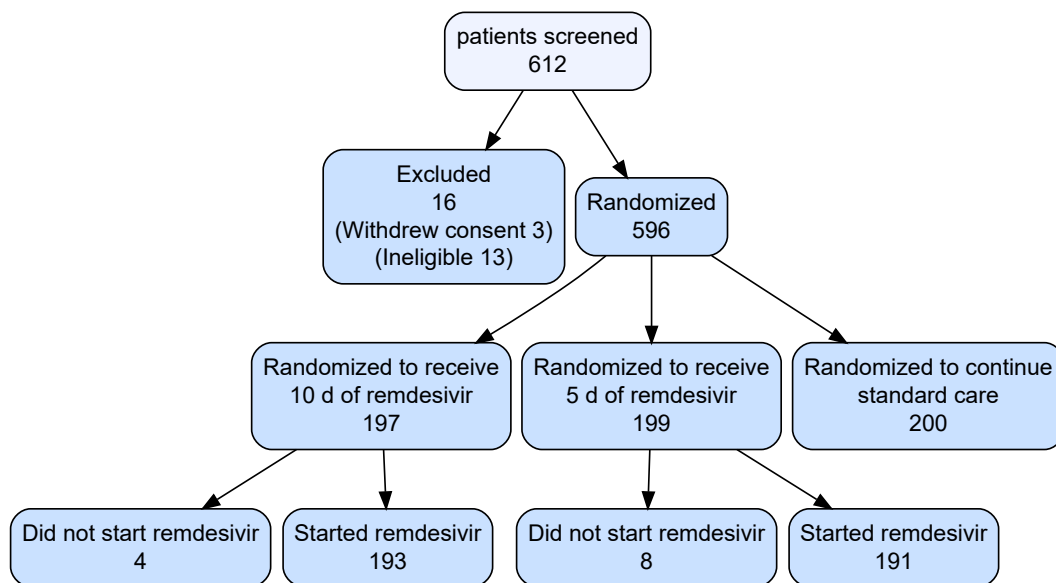 patients screened
612
Excluded
16
(Withdrew consent 3)
(Ineligible 13)
Randomized
596
Randomized to receive
10 d of remdesivir
197
Randomized to receive
5 d of remdesivir
199
Randomized to continue
standard care
200
Did not start remdesivir
4
Started remdesivir
193
Did not start remdesivir
8
Started remdesivir
191